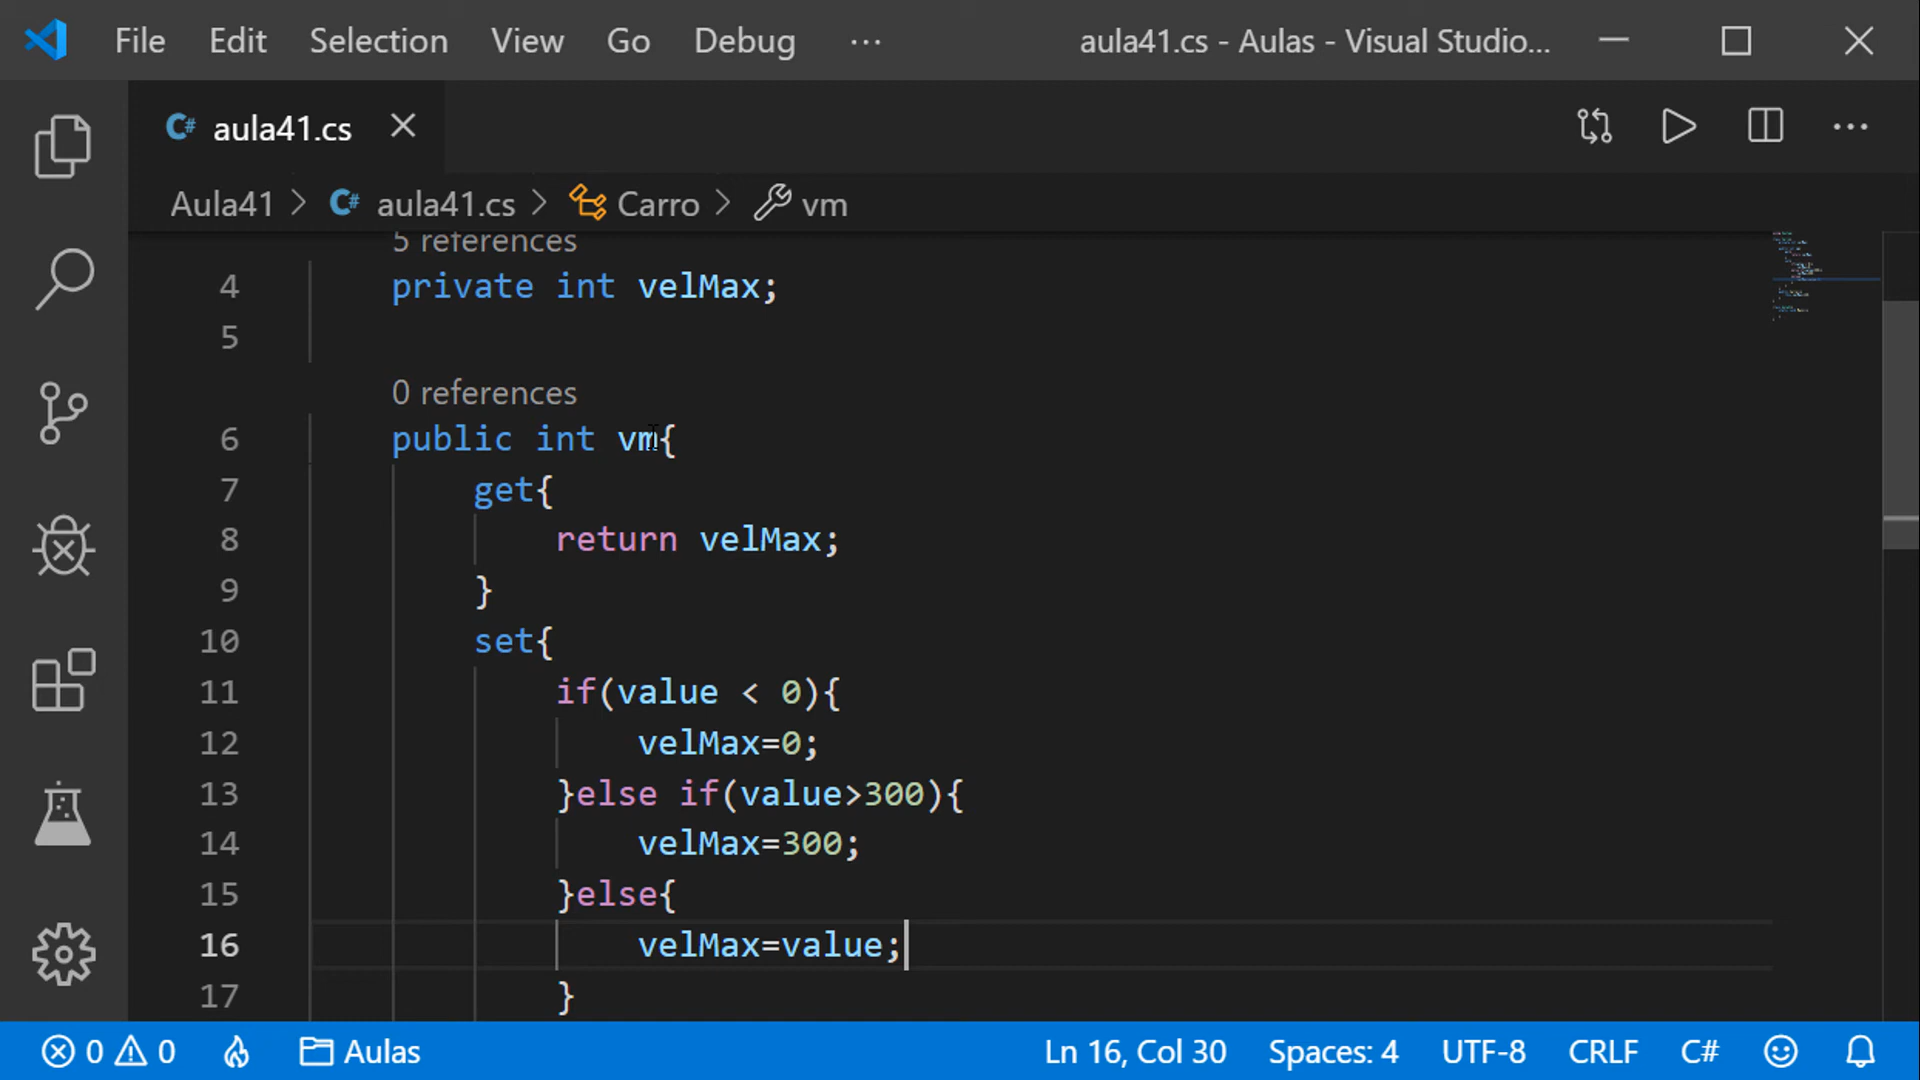 File Edit Selection View Go Debug ... aula41.cs - Aulas - Visual Studio...
C# aula41.cs
Aula41 > C# aula41.cs > Carro > vm
5 references
4 private int velMax;
5
0 references
6 public int vm{
7 get{
8 return velMax;
9 }
10 set{
11 if(value < 0){
12 velMax=0;
13 }else if(value>300){
14 velMax=300;
15 }else{
16 velMax=value;
17 }
0 0 Aulas Ln 16, Col 30 Spaces: 4 UTF-8 CRLF C#